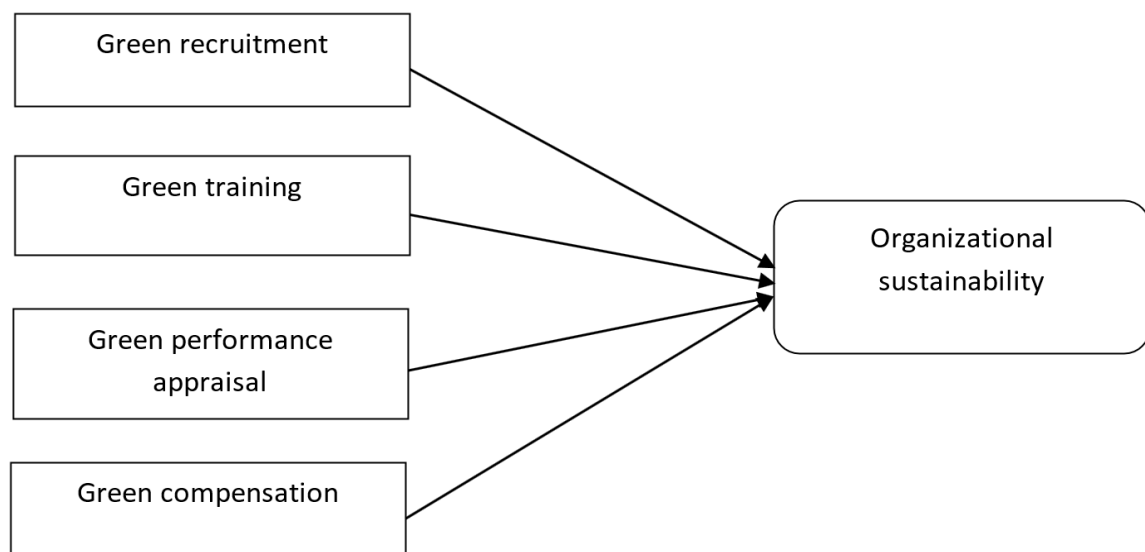 Green recruitment
Green training
Green performance
appraisal
Green compensation
Organizational
sustainability